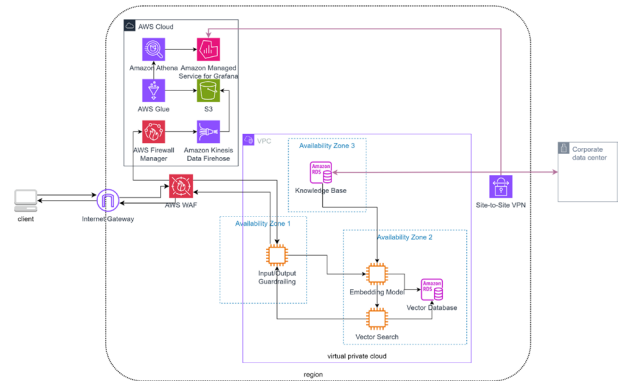 AWS Cloud
Amazon Athena
Amazon Managed
Service for Grafana
AWS Glue
S3
AWS Firewall
Manager
Amazon Kinesis
Data Firehose
VPC
Availability Zone 3
Amazon
RDS
Knowledge Base
Corporate
data center
client
Internet Gateway
AWS WAF
Site-to-Site VPN
Availability Zone 1
Input/Output
Guardrailing
Availability Zone 2
Embedding Model
Amazon
RDS
Vector Database
Vector Search
virtual private cloud
region